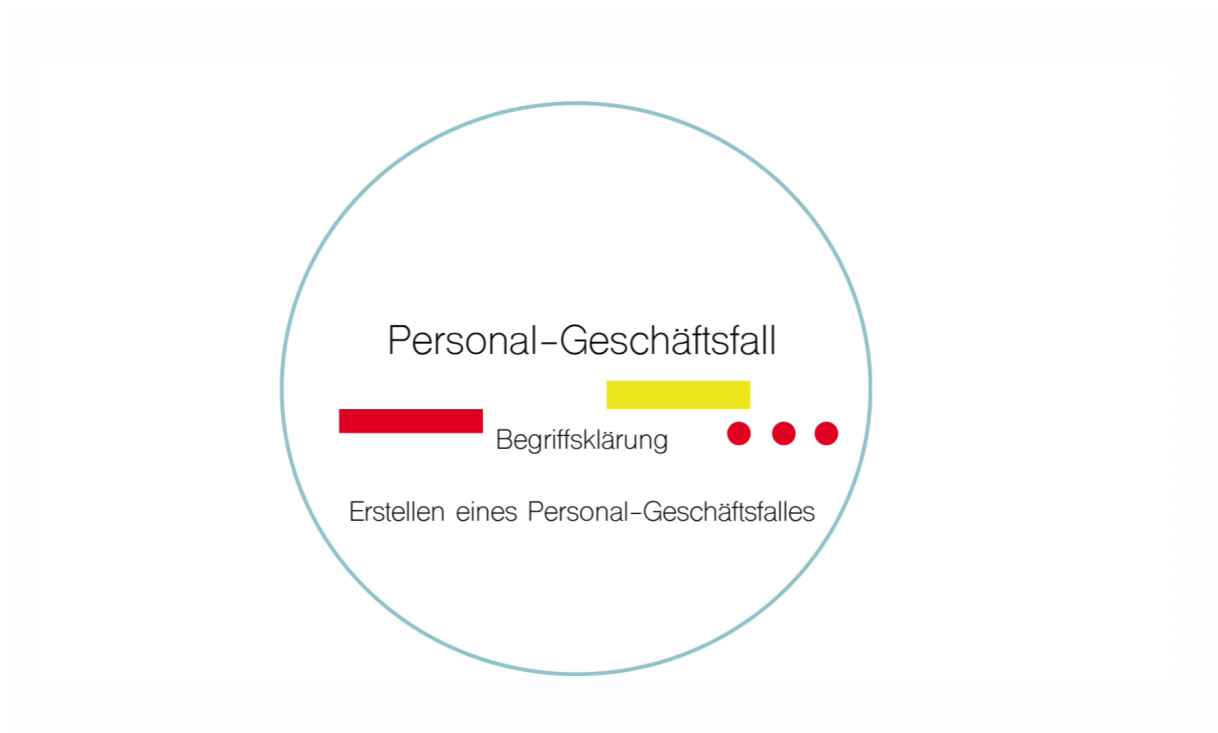 Personal-Geschäftsfall
Begriffsklärung
Erstellen eines Personal-Geschäftsfalles